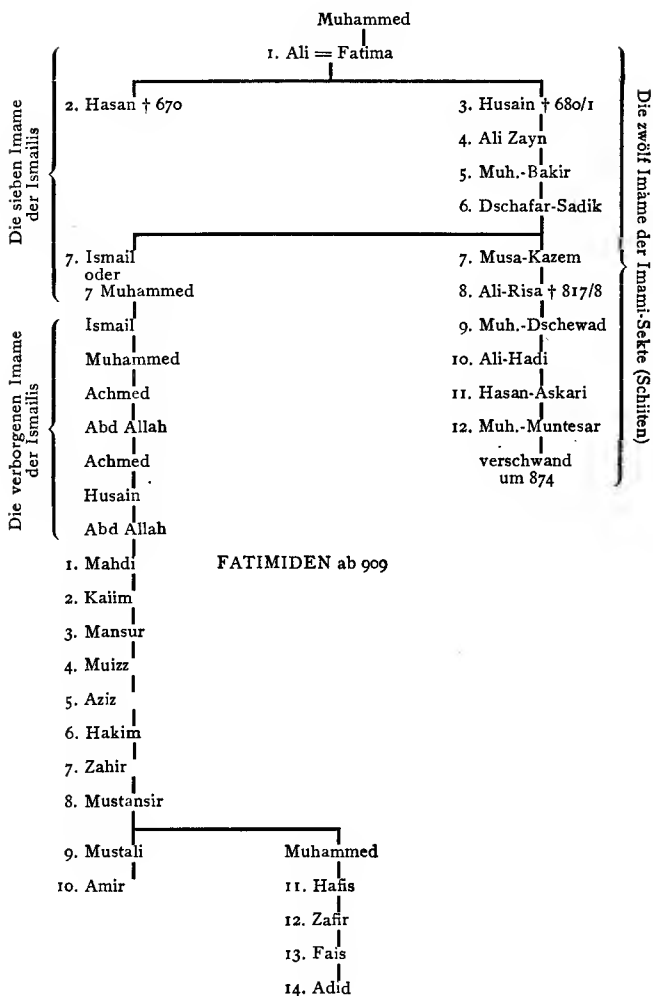 Muhammed
1. Ali = Fatima
2. Hasan † 670
3. Husain † 680/1
4. Ali Zayn
5. Muh.-Bakir
6. Dschafar-Sadik
7. Ismail
oder
7 Muhammed
7. Musa-Kazem
8. Ali-Risa † 817/8
Ismail
9. Muh.-Dschewad
Muhammed
10. Ali-Hadi
Achmed
11. Hasan-Askari
Abd Allah
12. Muh.-Muntesar
Achmed
verschwand
um 874
Husain
Abd Allah
Die sieben Imame
der Ismailis
Die verborgenen Imame
der Ismailis
Die zwölf Imàme der Imami-Sekte (Schiiten)
1. Mahdi
FATIMIDEN ab 909
2. Kaiim
3. Mansur
4. Muizz
5. Aziz
6. Hakim
7. Zahir
8. Mustansir
9. Mustali
Muhammed
10. Amir
11. Hafis
12. Zafir
13. Fais
14. Adid